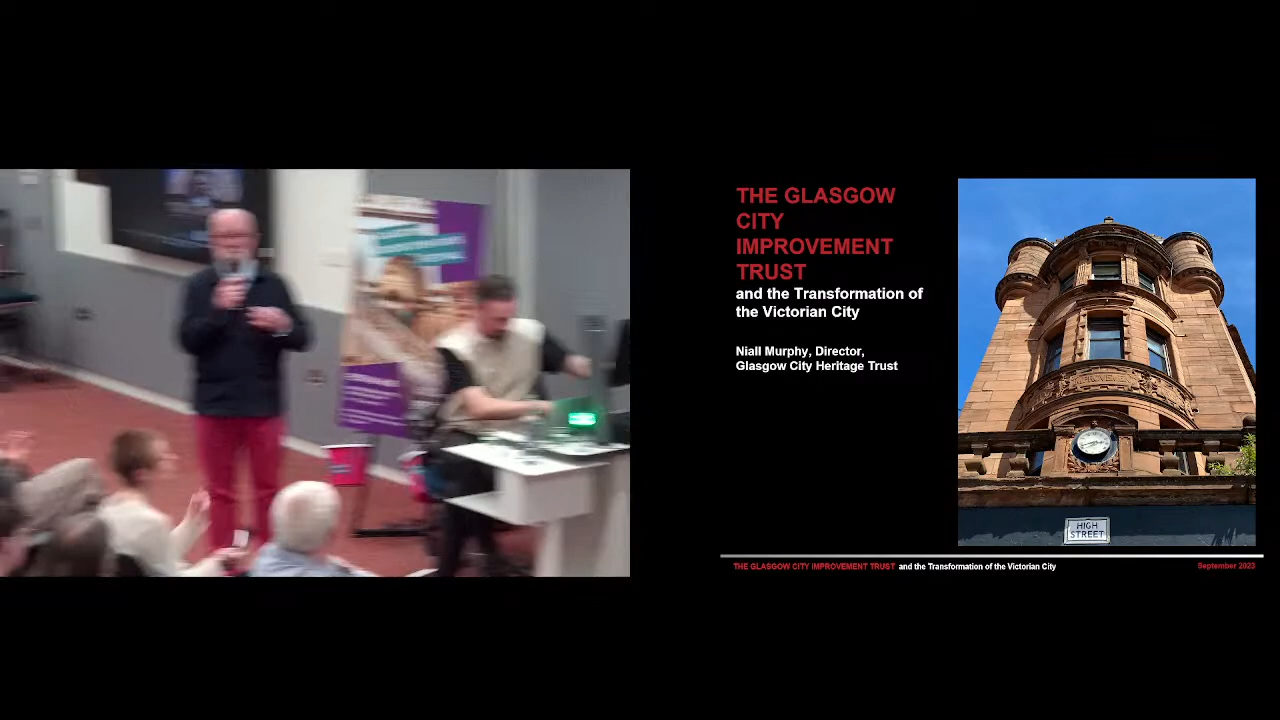 THE GLASGOW
CITY
IMPROVEMENT
TRUST
and the Transformation of
the Victorian City
Niall Murphy, Director,
Glasgow City Heritage Trust
HIGH
STREET
THE GLASGOW CITY IMPROVEMENT TRUST and the Transformation of the Victorian City
September 2023